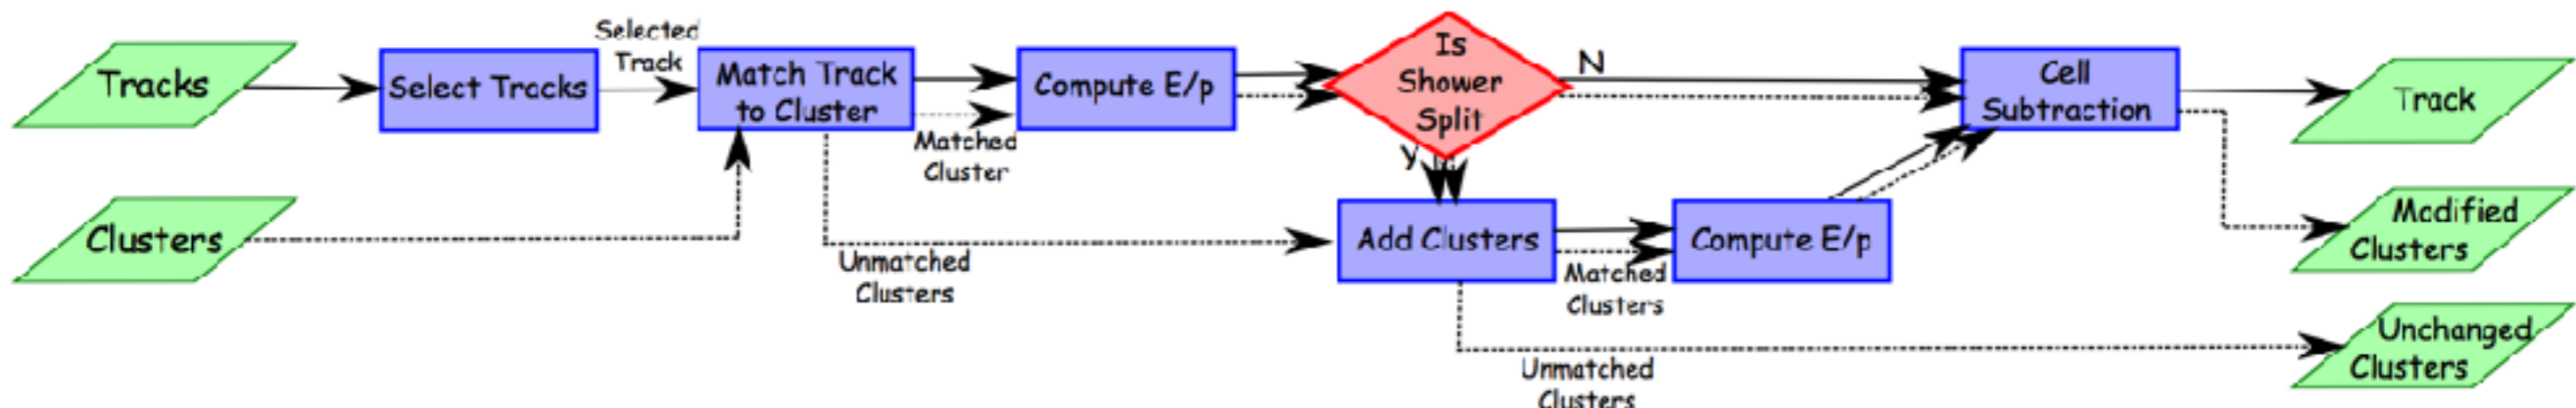 Tracks
Select Tracks
Selected
Track
Match Track
to Cluster
Matched
Cluster
Compute E/p
Is
Shower
Split
N
Y
Cell
Subtraction
Track
Clusters
Unmatched
Clusters
Add Clusters
Matched
Clusters
Compute E/p
Modified
Clusters
Unmatched
Clusters
Unchanged
Clusters